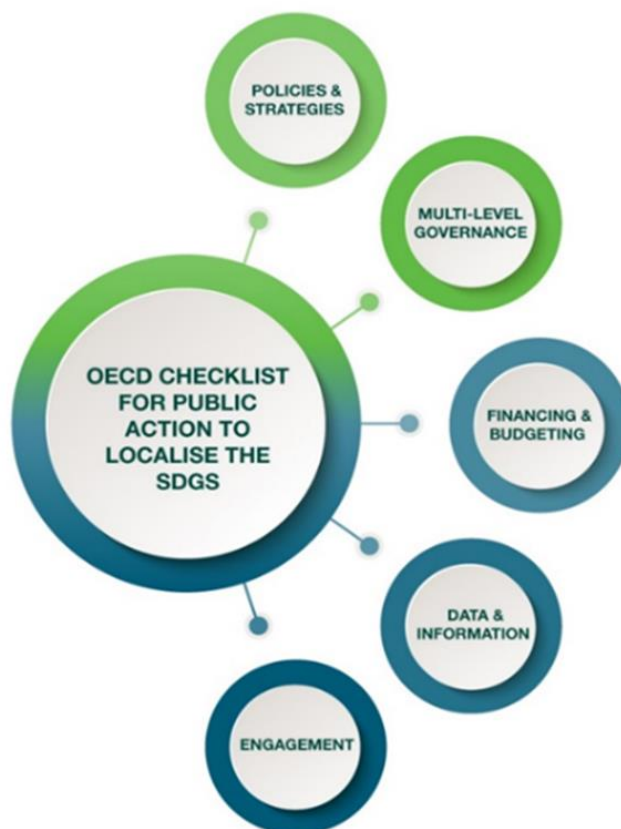 POLICIES &
STRATEGIES
MULTI-LEVEL
GOVERNANCE
OECD CHECKLIST
FOR PUBLIC
ACTION TO
LOCALISE THE
SDGS
FINANCING &
BUDGETING
DATA &
INFORMATION
ENGAGEMENT